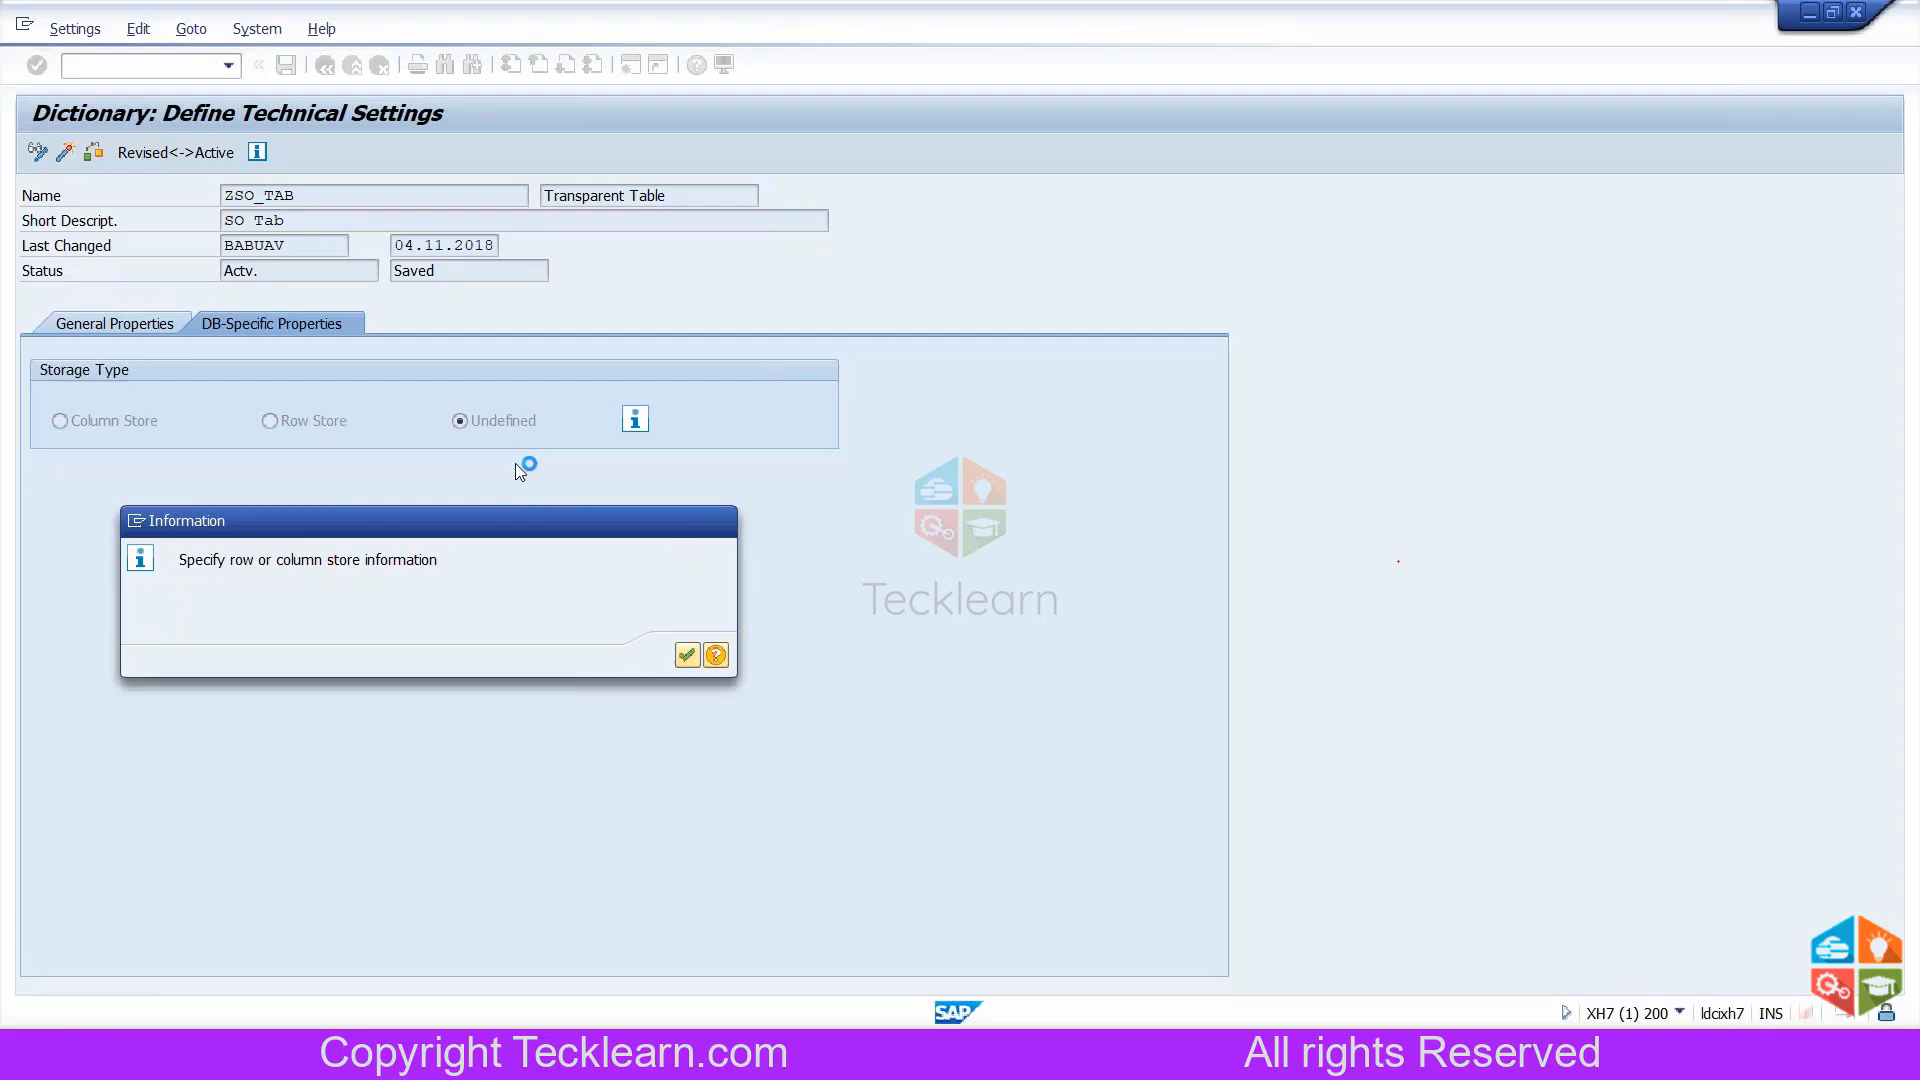 Settings Edit Goto System Help
Dictionary: Define Technical Settings
Revised<->Active
Name ZSO_TAB Transparent Table
Short Descript. SO Tab
Last Changed BABUAV 04.11.2018
Status Actv. Saved
General Properties DB-Specific Properties
Storage Type
Column Store Row Store Undefined
Information
Specify row or column store information
Tecklearn
SAP XH7 (1) 200 ldcixh7 INS
Copyright Tecklearn.com All rights Reserved